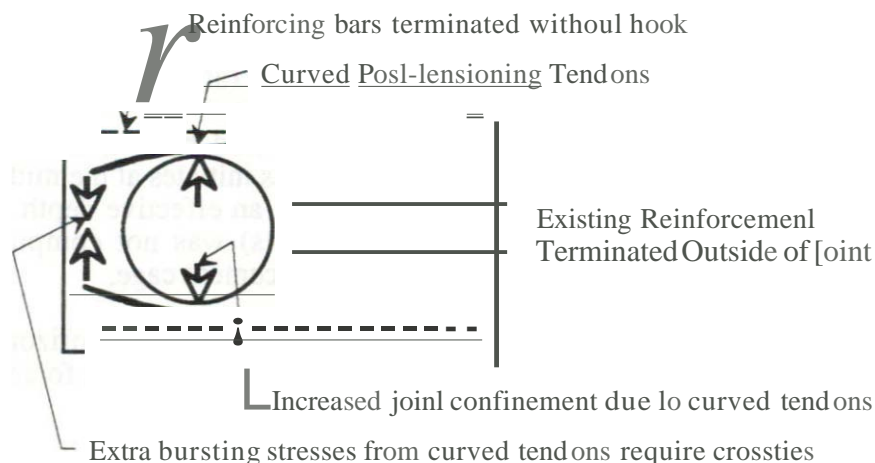 Reinforcing bars terminated withoul hook
Curved Posl-lensioning Tendons
Existing Reinforcemenl
Terminated Outside of [oint
Increased joinl confinement due lo curved tendons
Extra bursting stresses from curved tendons require crossties